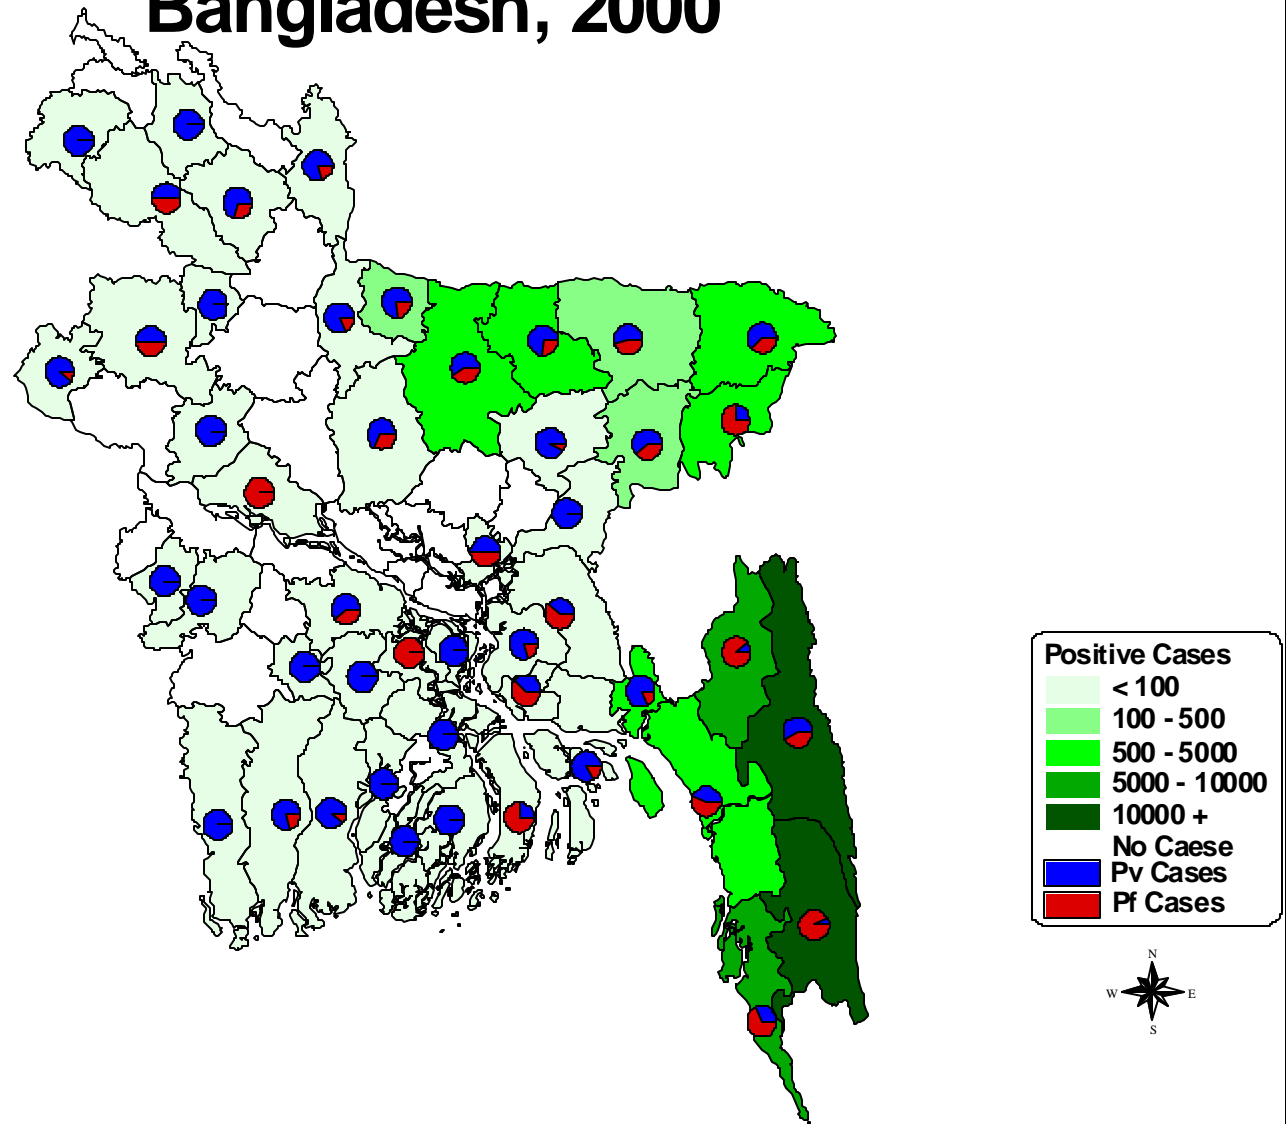 Bangladesh, 2000
Positive Cases
< 100
100 - 500
500 - 5000
5000 - 10000
10000 +
No Caese
Pv Cases
Pf Cases
N
W E
S